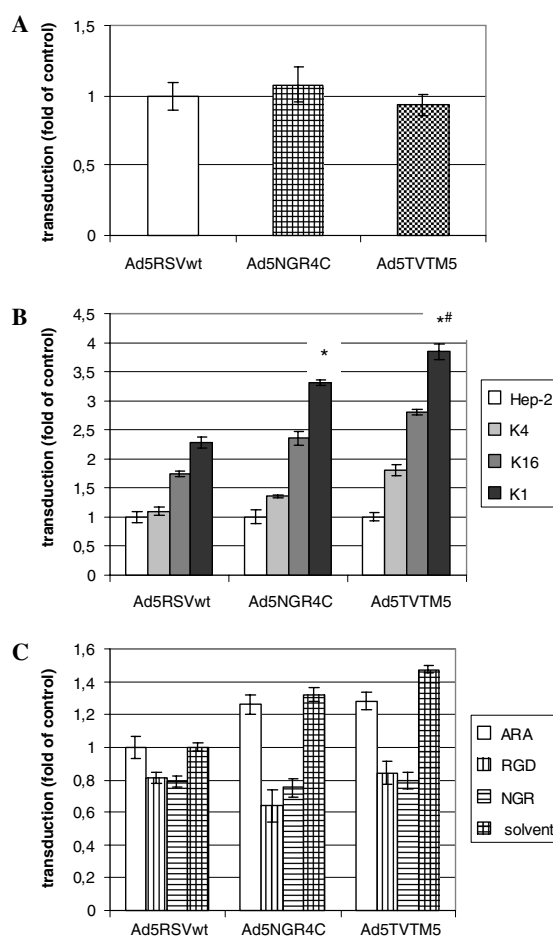 A
transduction (fold of control)
1,5
1
0,5
0
Ad5RSVwt Ad5NGR4C Ad5TVTM5
B
transduction (fold of control)
4,5
4
3,5
3
2,5
2
1,5
1
0,5
0
*
*#
Ad5RSVwt Ad5NGR4C Ad5TVTM5
Hep-2
K4
K16
K1
C
transduction (fold of control)
1,6
1,4
1,2
1
0,8
0,6
0,4
0,2
0
Ad5RSVwt Ad5NGR4C Ad5TVTM5
ARA
RGD
NGR
solvent